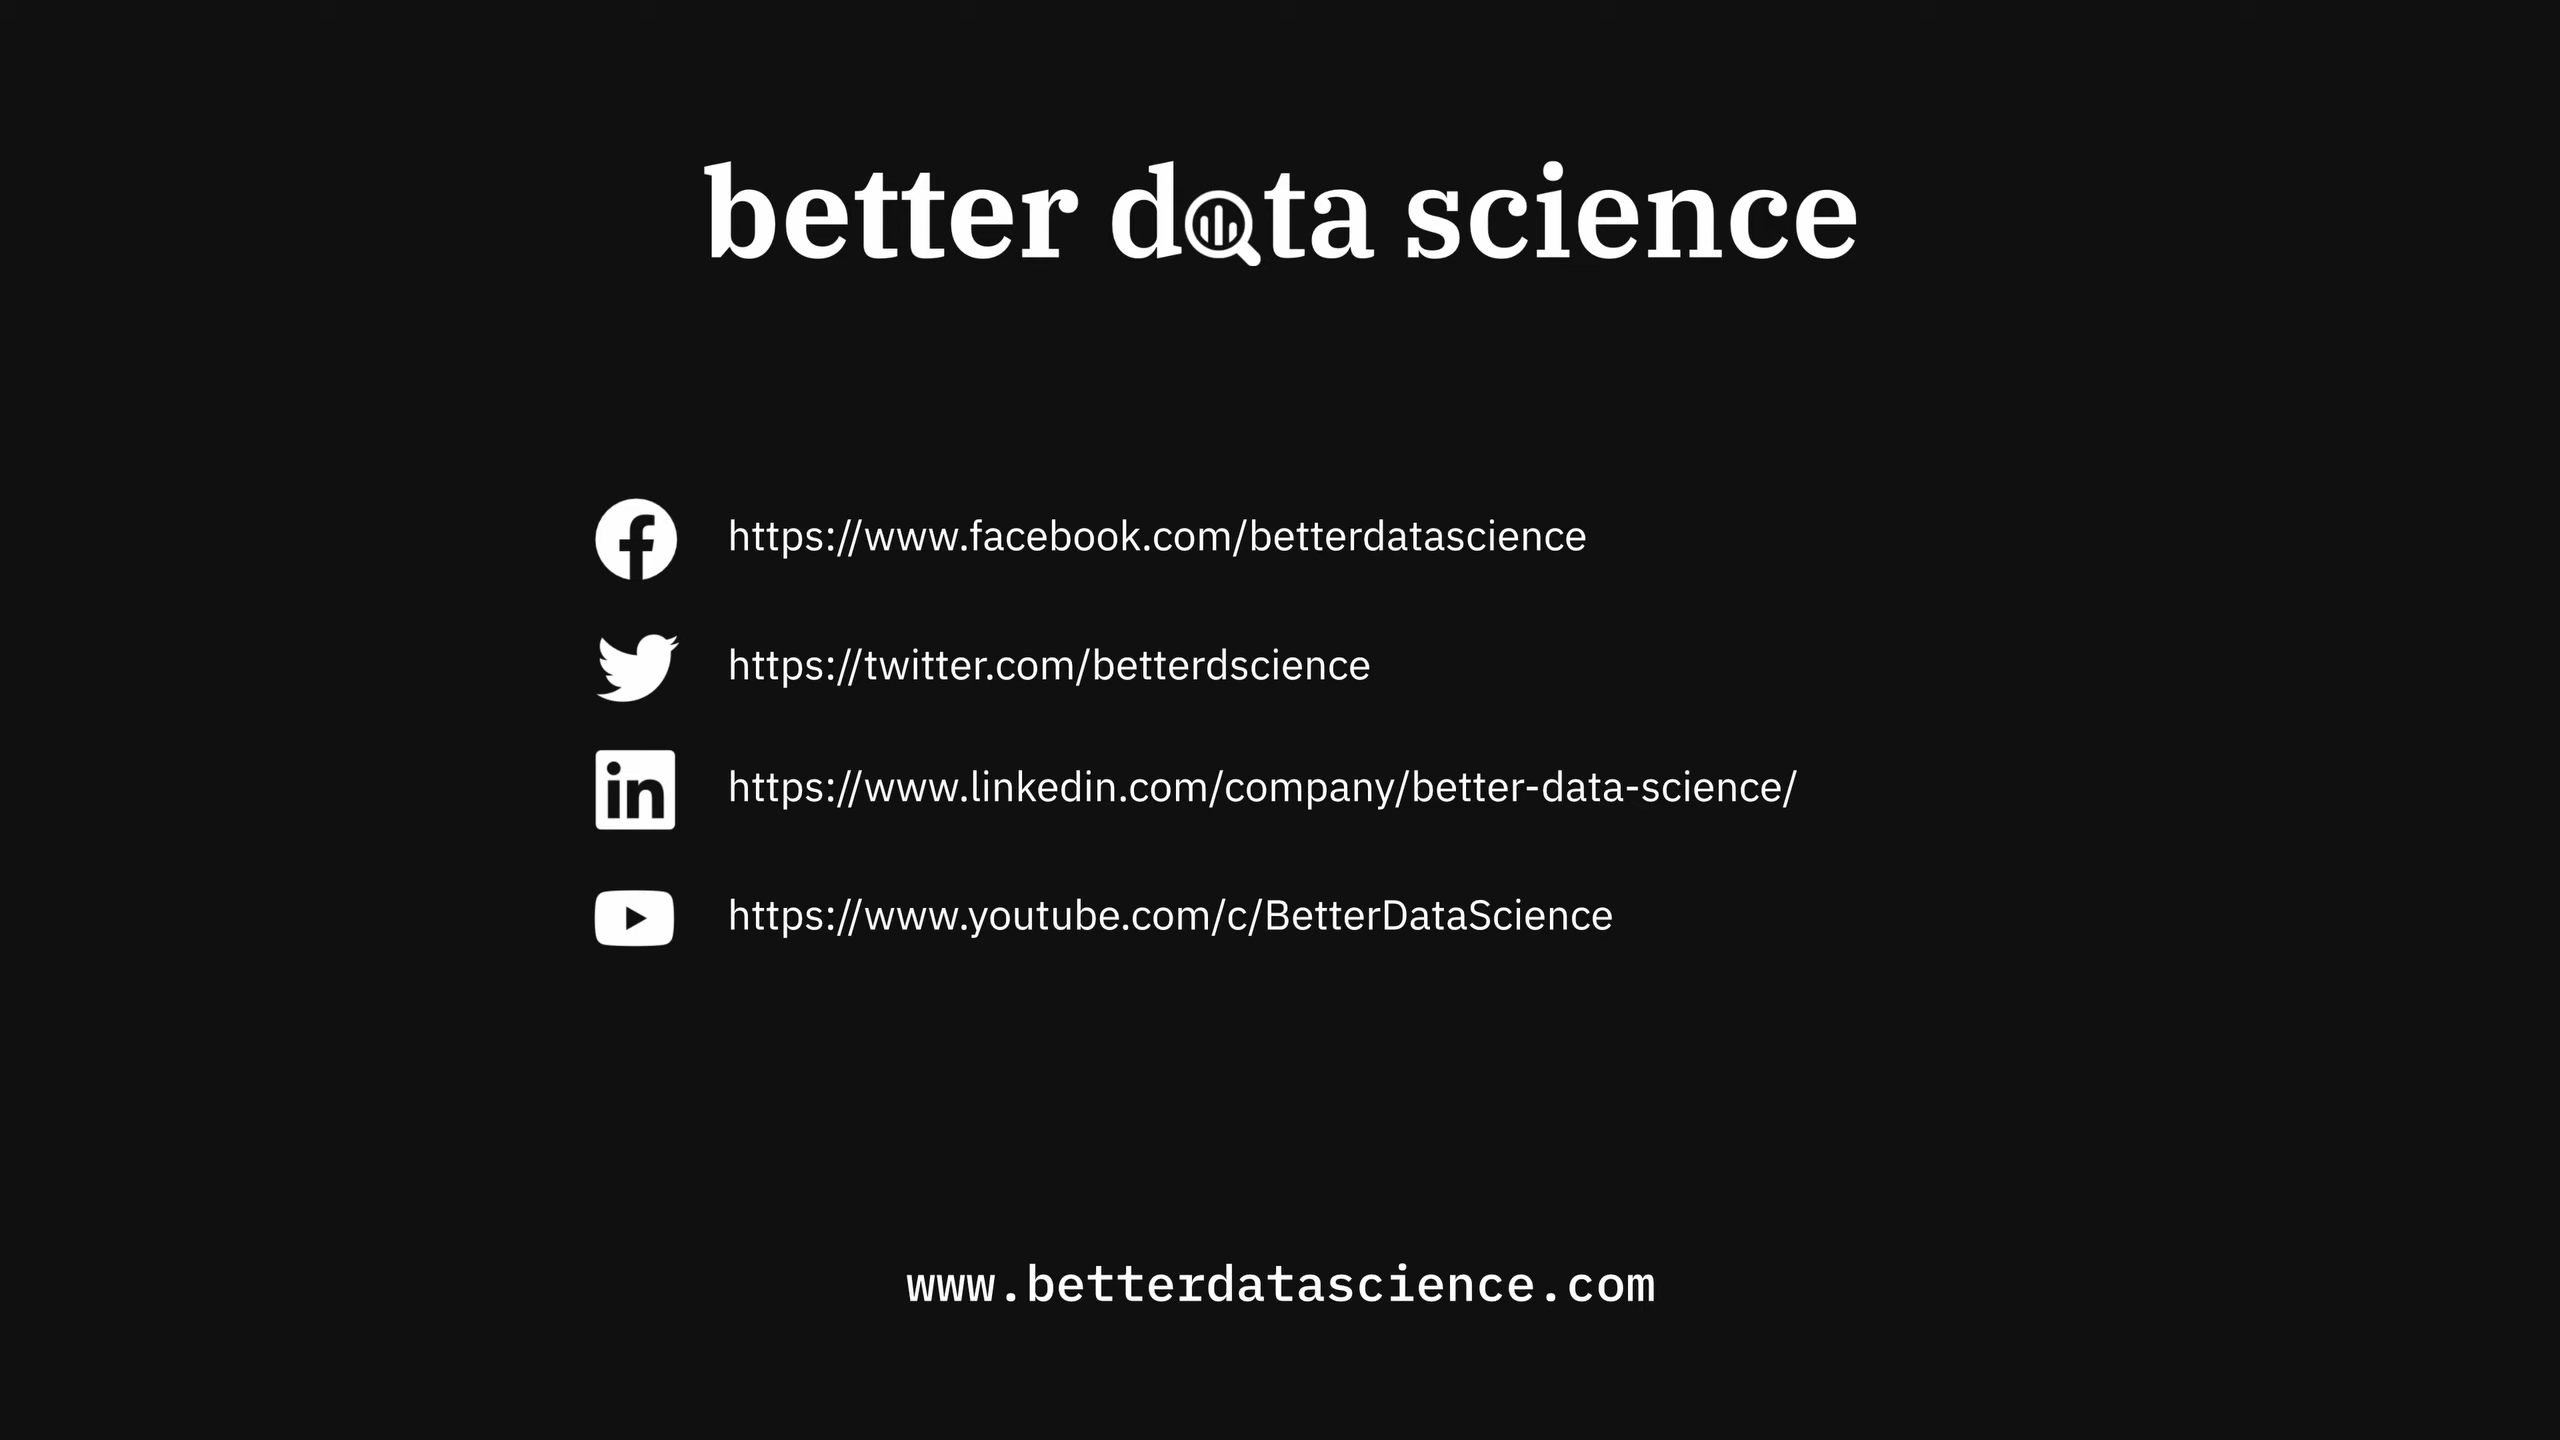 better data science
https://www.facebook.com/betterdatascience
https://twitter.com/betterdscience
https://www.linkedin.com/company/better-data-science/
https://www.youtube.com/c/BetterDataScience
www.betterdatascience.com